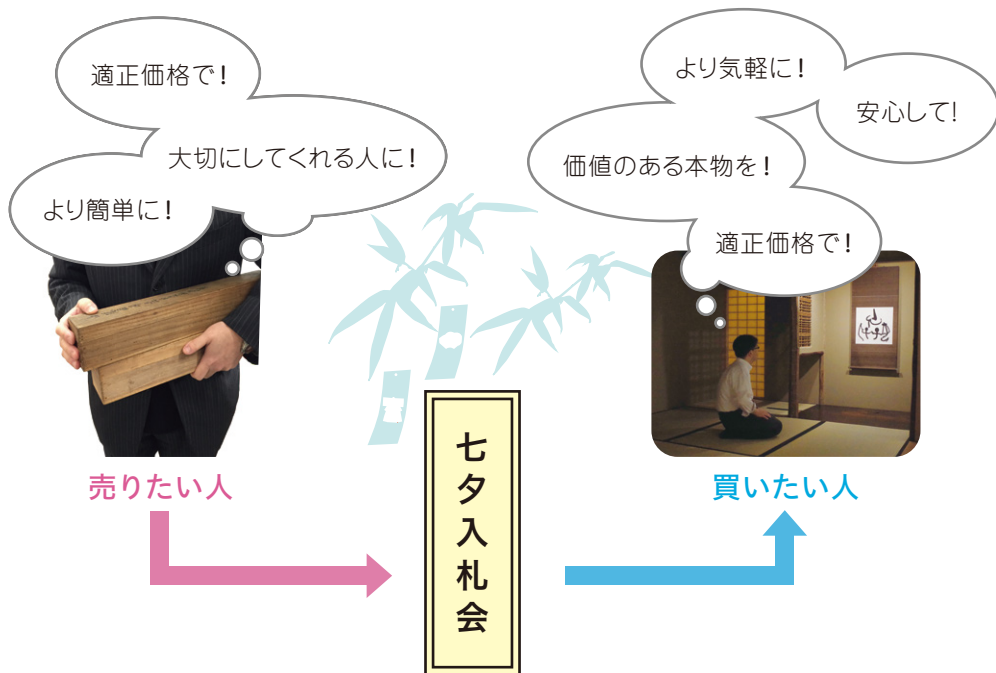 適正価格で!
大切にしてくれる人に!
より簡単に!
より気軽に!
安心して!
価値のある本物を!
適正価格で!
売りたい人
七夕入札会
買いたい人